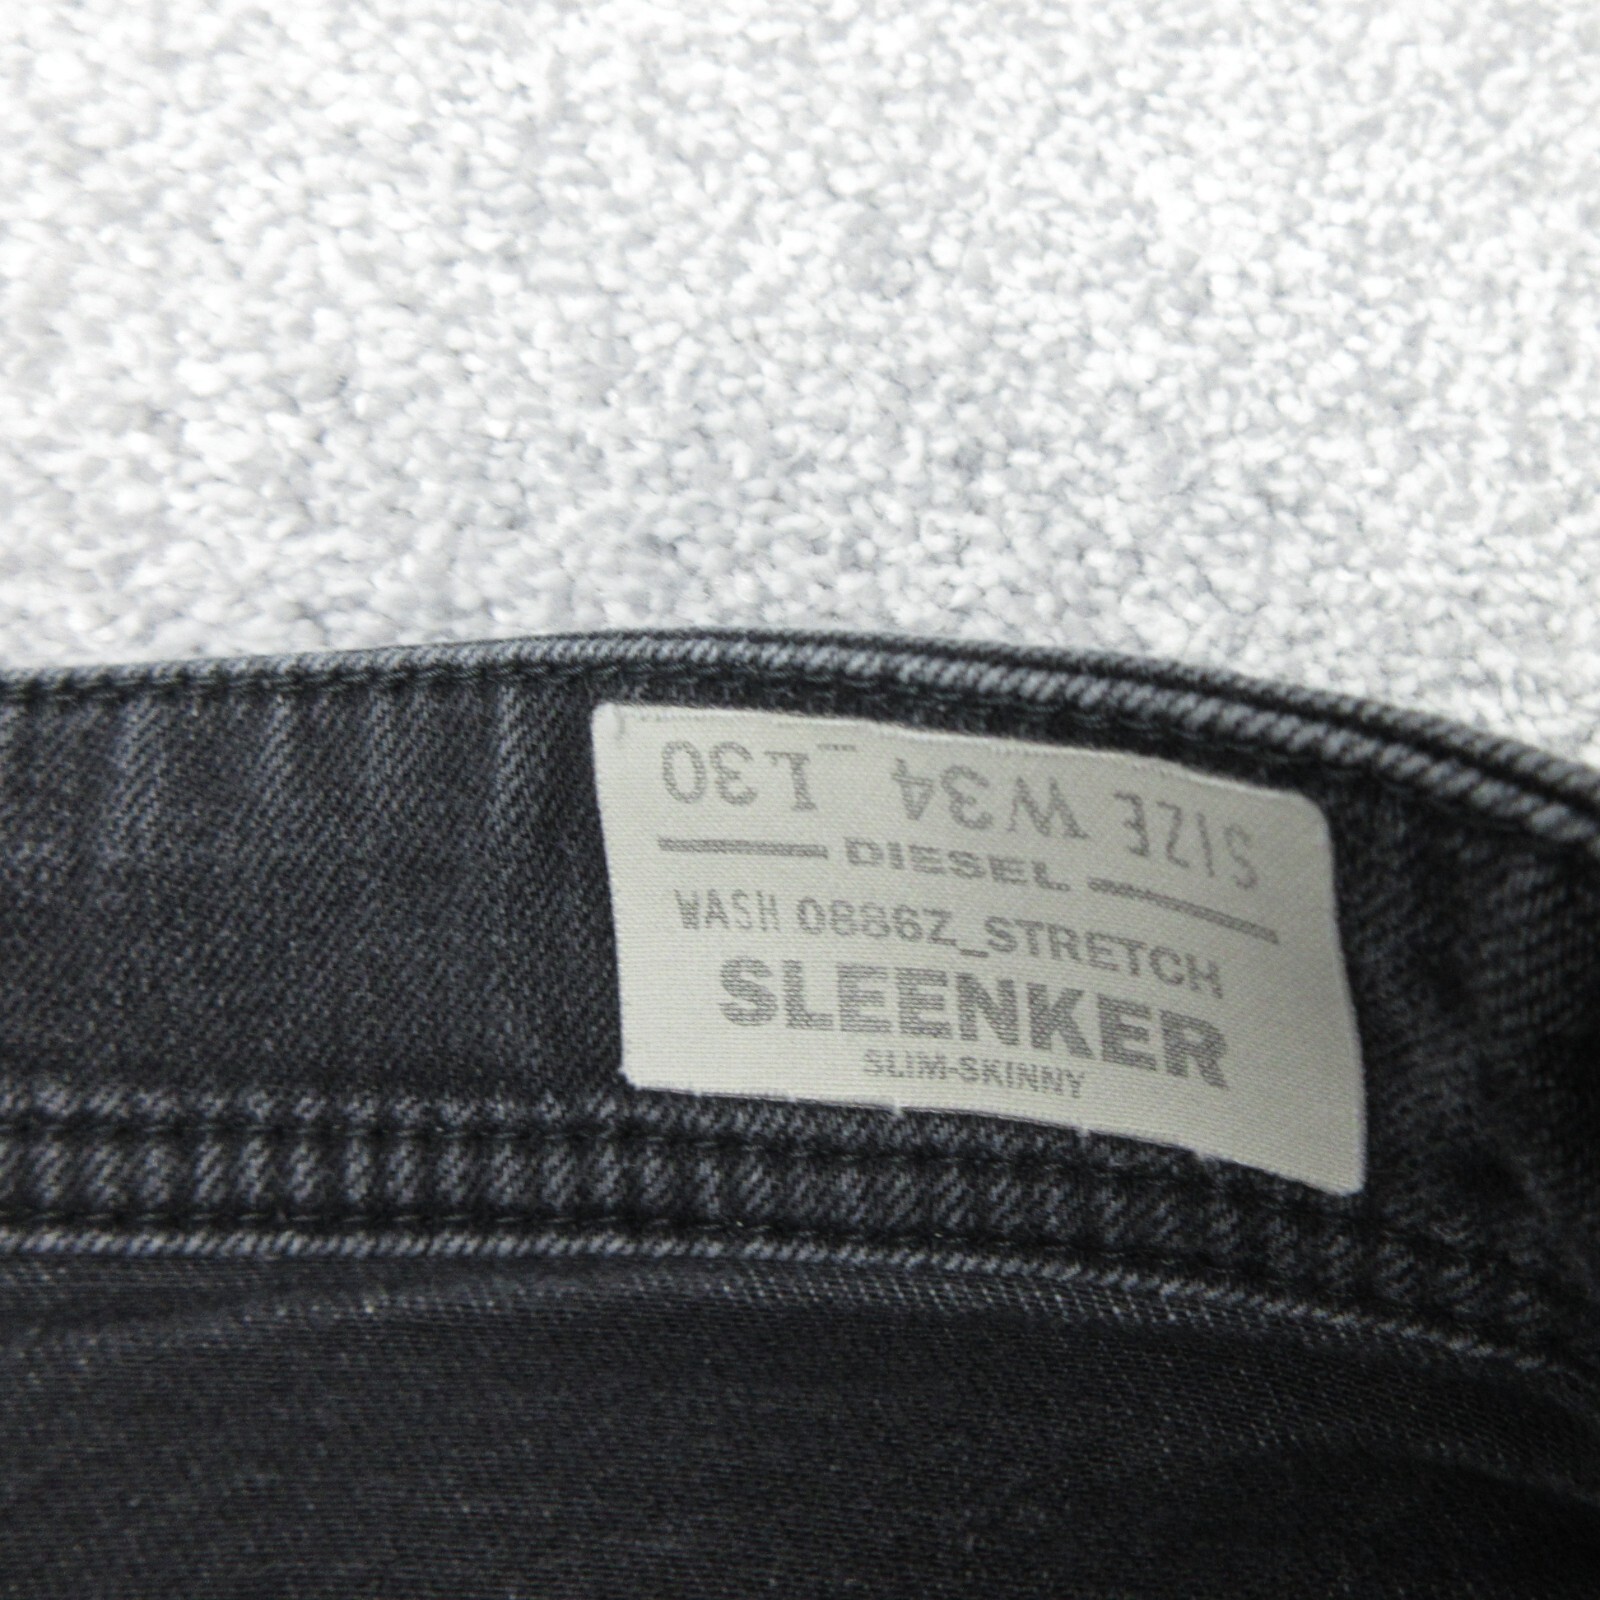 SIZE W34 L30
DIESEL
WASH 0886Z_STRETCH
SLEENKER
SLIM-SKINNY